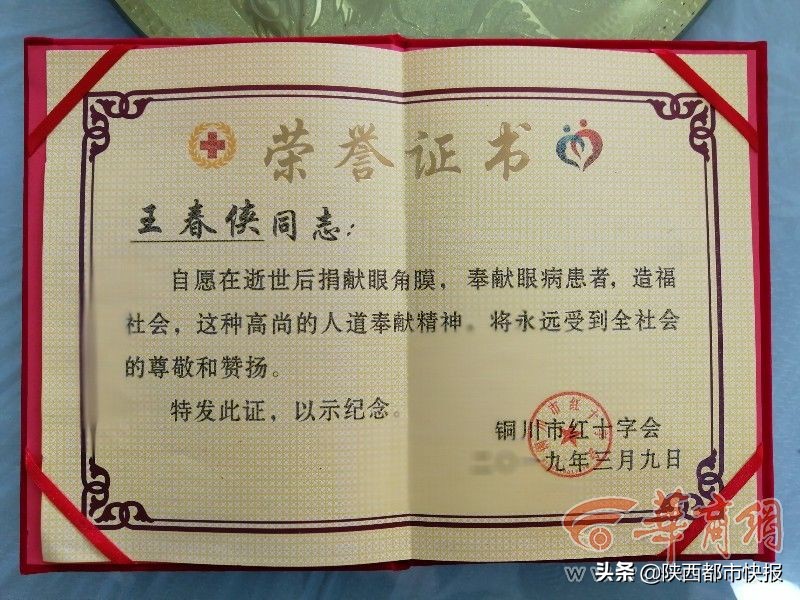 荣誉证书
王春侠同志：
自愿在逝世后捐献眼角膜，奉献眼病患者，造福
社会，这种高尚的人道奉献精神。将永远受到全社会
的尊敬和赞扬。
特发此证，以示纪念。
铜川市红十字会
二〇一九年三月九日
华商网
头条 @陕西都市快报